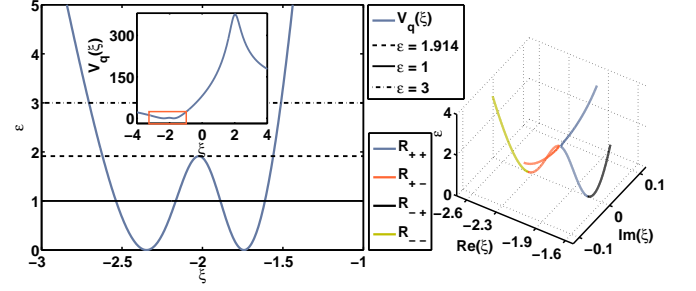 5
4
3
2
1
0
ε
−3
−2.5
−2
−1.5
−1
ξ
300
150
0
V_q(ξ)
−4
−2
0
2
4
ξ
V_q(ξ)
ε = 1.914
ε = 1
ε = 3
R_{++}
R_{+−}
R_{−+}
R_{−−}
4
2
0
ε
−2.6
−2.3
−1.9
−1.6
Re(ξ)
−0.1
0
0.1
Im(ξ)